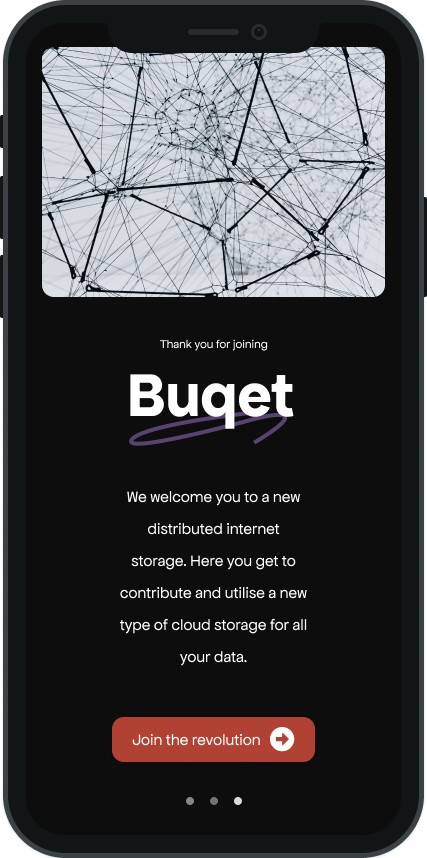 Thank you for joining
Buqet
We welcome you to a new
distributed internet
storage. Here you get to
contribute and utilise a new
type of cloud storage for all
your data.
Join the revolution